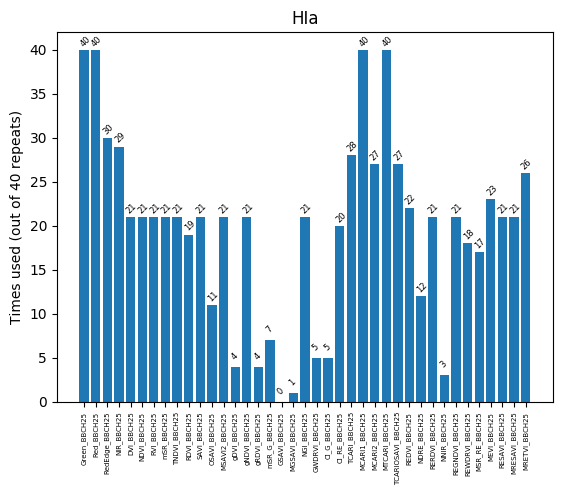 HIa
Times used (out of 40 repeats)
40
35
30
25
20
15
10
5
0
40
40
30
29
21
21
21
21
21
19
21
11
21
4
21
4
7
0
1
21
5
5
20
28
40
27
40
27
22
12
21
3
21
18
17
23
21
21
26
Green_BBCH25
Red_BBCH25
RedEdge_BBCH25
NIR_BBCH25
DVI_BBCH25
NDVI_BBCH25
RVI_BBCH25
mSR_BBCH25
TNDVI_BBCH25
RDVI_BBCH25
SAVI_BBCH25
OSAVI_BBCH25
MSAVI2_BBCH25
gDVI_BBCH25
gNDVI_BBCH25
gRDVI_BBCH25
mSR_G_BBCH25
GSAVI_BBCH25
MGSAVI_BBCH25
NGI_BBCH25
GWDRVI_BBCH25
CI_G_BBCH25
CI_RE_BBCH25
TCARI_BBCH25
MCARI1_BBCH25
MCARI2_BBCH25
MTCARI_BBCH25
TCARIOSAVI_BBCH25
REDVI_BBCH25
NDRE_BBCH25
RERDVI_BBCH25
NNIR_BBCH25
REGNDVI_BBCH25
REWDRVI_BBCH25
MSR_RE_BBCH25
MEVI_BBCH25
RESAVI_BBCH25
MRESAVI_BBCH25
MRETVI_BBCH25